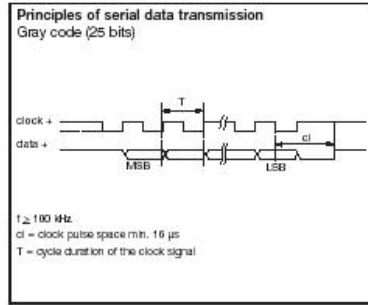 Principles of serial data transmission
Gray code (25 bits)
T
clock +
cl
data +
MSB
LSB
f ≥ 100 kHz
cl = clock pulse space min. 16 µs
T = cycle duration of the clock signal